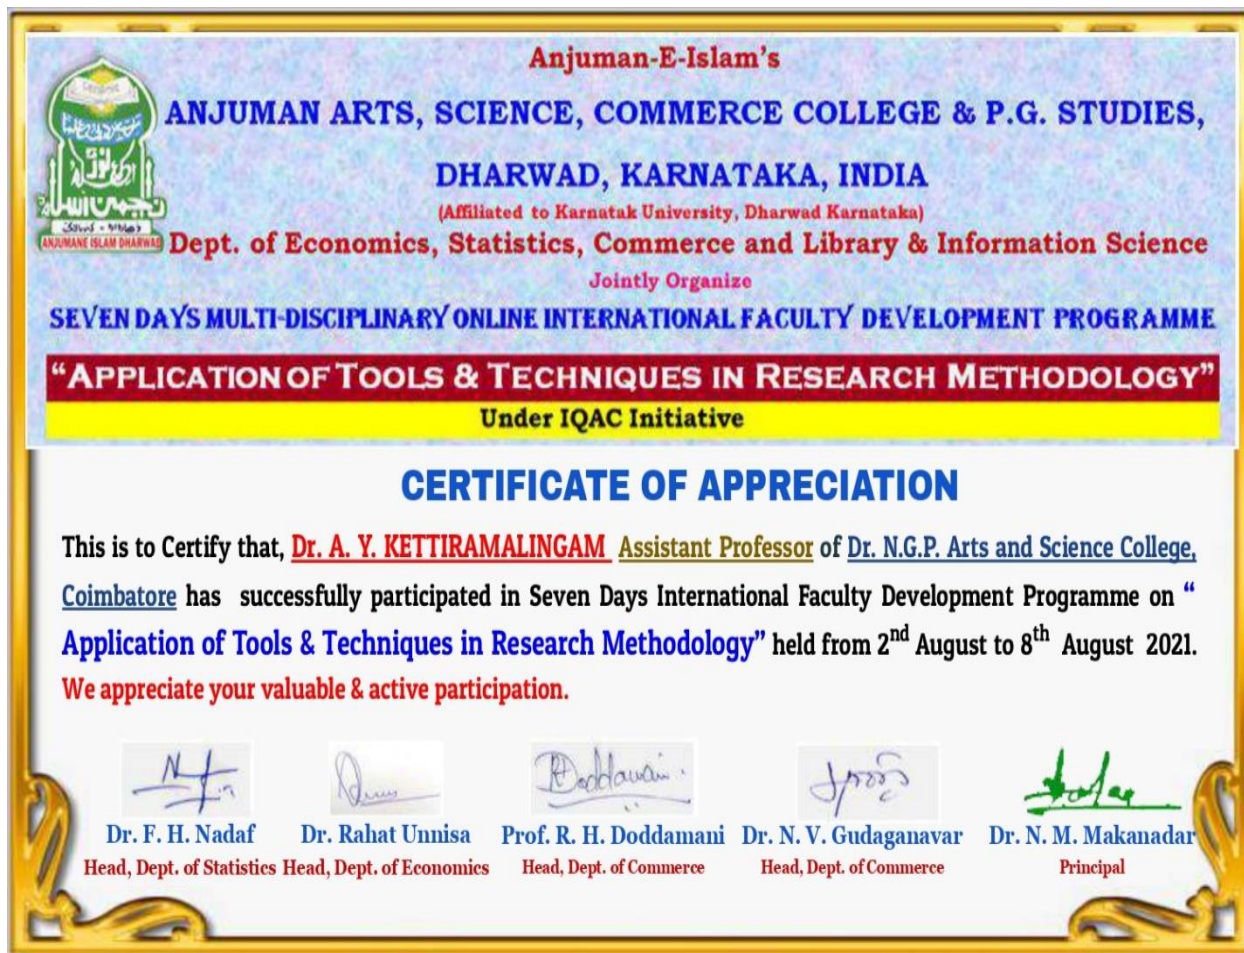 Anjuman-E-Islam's
ANJUMAN ARTS, SCIENCE, COMMERCE COLLEGE & P.G. STUDIES,
DHARWAD, KARNATAKA, INDIA
(Affiliated to Karnatak University, Dharwad Karnataka)
ANJUMANE ISLAM DHARWAD
Dept. of Economics, Statistics, Commerce and Library & Information Science
Jointly Organize
SEVEN DAYS MULTI-DISCIPLINARY ONLINE INTERNATIONAL FACULTY DEVELOPMENT PROGRAMME
“APPLICATION OF TOOLS & TECHNIQUES IN RESEARCH METHODOLOGY”
Under IQAC Initiative
CERTIFICATE OF APPRECIATION
This is to Certify that, Dr. A. Y. KETTIRAMALINGAM Assistant Professor of Dr. N.G.P. Arts and Science College,
Coimbatore has successfully participated in Seven Days International Faculty Development Programme on “
Application of Tools & Techniques in Research Methodology” held from 2nd August to 8th August 2021.
We appreciate your valuable & active participation.
Doddamani
Dr. F. H. Nadaf Dr. Rahat Unnisa Prof. R. H. Doddamani Dr. N. V. Gudaganavar Dr. N. M. Makanadar
Head, Dept. of Statistics Head, Dept. of Economics Head, Dept. of Commerce Head, Dept. of Commerce Principal